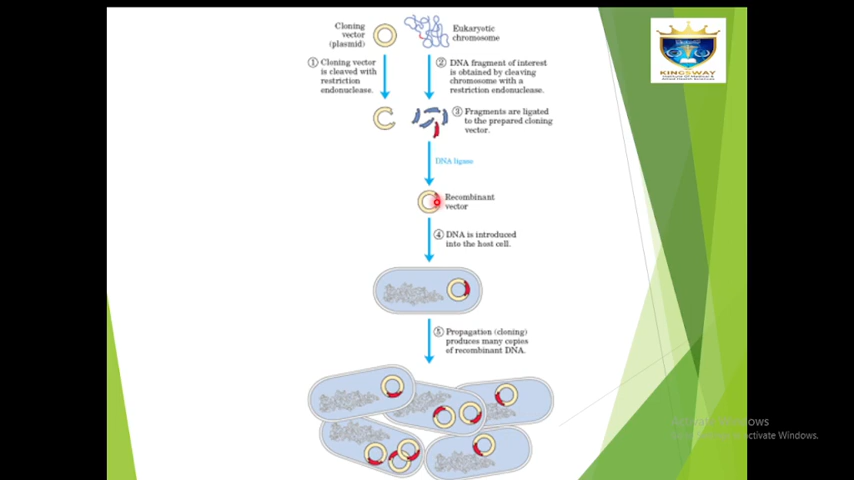 Cloning
vector
(plasmid)
Eukaryotic
chromosome
① Cloning vector
is cleaved with
restriction
endonuclease.
② DNA fragment of interest
is obtained by cleaving
chromosome with a
restriction endonuclease.
③ Fragments are ligated
to the prepared cloning
vector.
DNA ligase
Recombinant
vector
④ DNA is introduced
into the host cell.
⑤ Propagation (cloning)
produces many copies
of recombinant DNA.
KINGSWAY
Activate Windows
activate Windows.